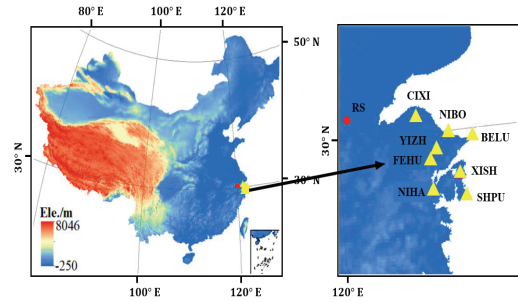 80° E 100° E 120° E
50° N
30° N
30° N
Ele./m
8046
-250
100° E 120° E
CIXI
RS
NIBO
BELU
YIZH
FEHU
XISH
NIHA
SHPU
30° N
120° E